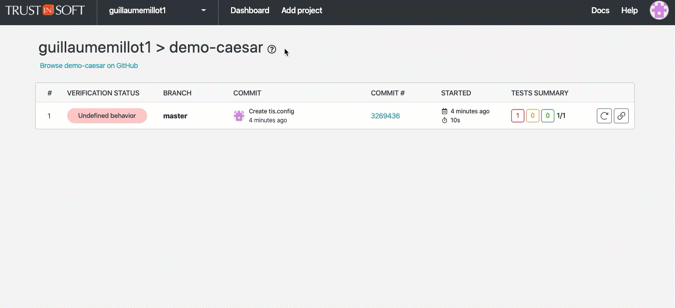 TRUST IN SOFT guillaumemillot1 Dashboard Add project Docs Help
guillaumemillot1 > demo-caesar ?
Browse demo-caesar on GitHub
# VERIFICATION STATUS BRANCH COMMIT COMMIT # STARTED TESTS SUMMARY
1 Undefined behavior master Create tis.config 3269436 4 minutes ago 1 0 0 1/1
4 minutes ago 10s